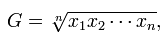 G = ⁿ√x₁x₂ ⋯ xₙ,